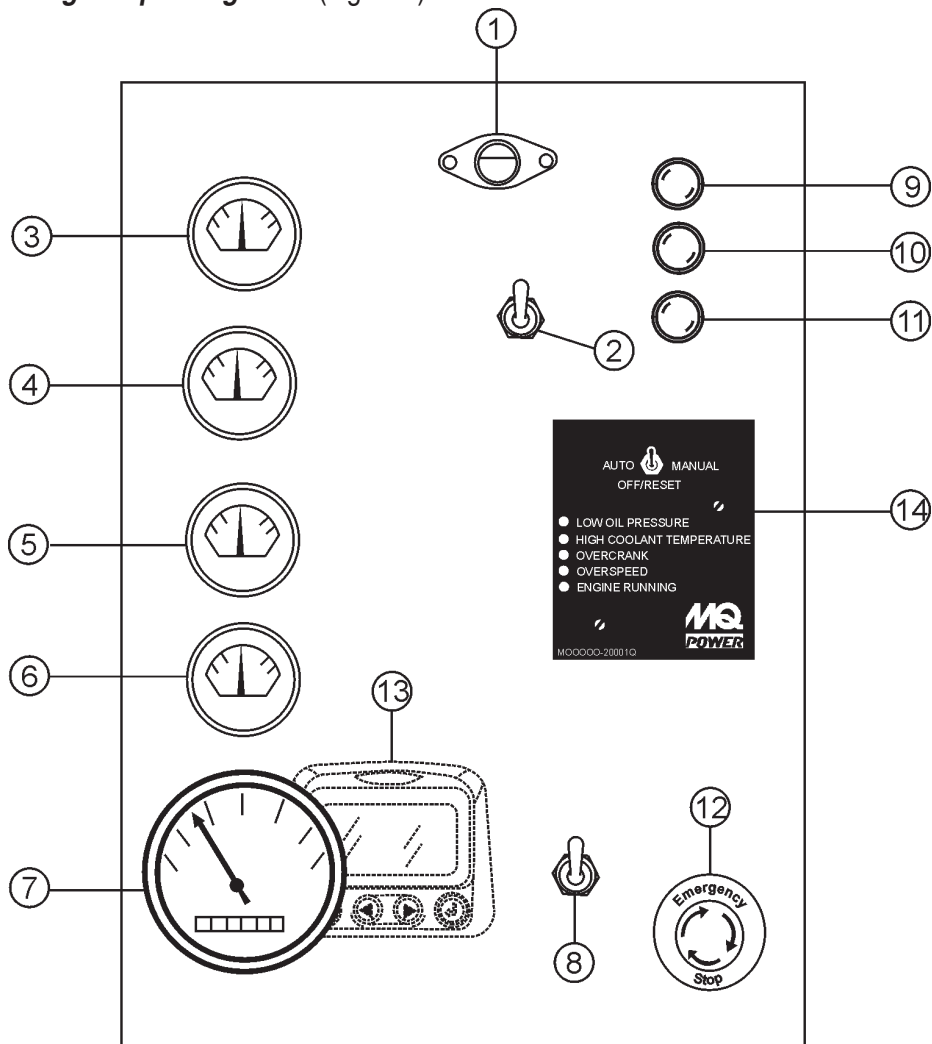 1
9
3
10
11
2
4
AUTO MANUAL
OFF/RESET
14
LOW OIL PRESSURE
5
HIGH COOLANT TEMPERATURE
OVERCRANK
OVERSPEED
ENGINE RUNNING
MQ
POWER
MOOOOO-20001Q
6
13
12
7
Emergency
Stop
8